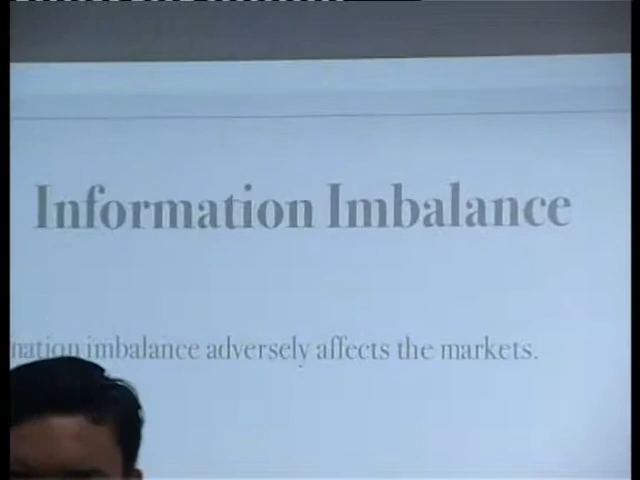 Information Imbalance
imbalance adversely affects the markets.